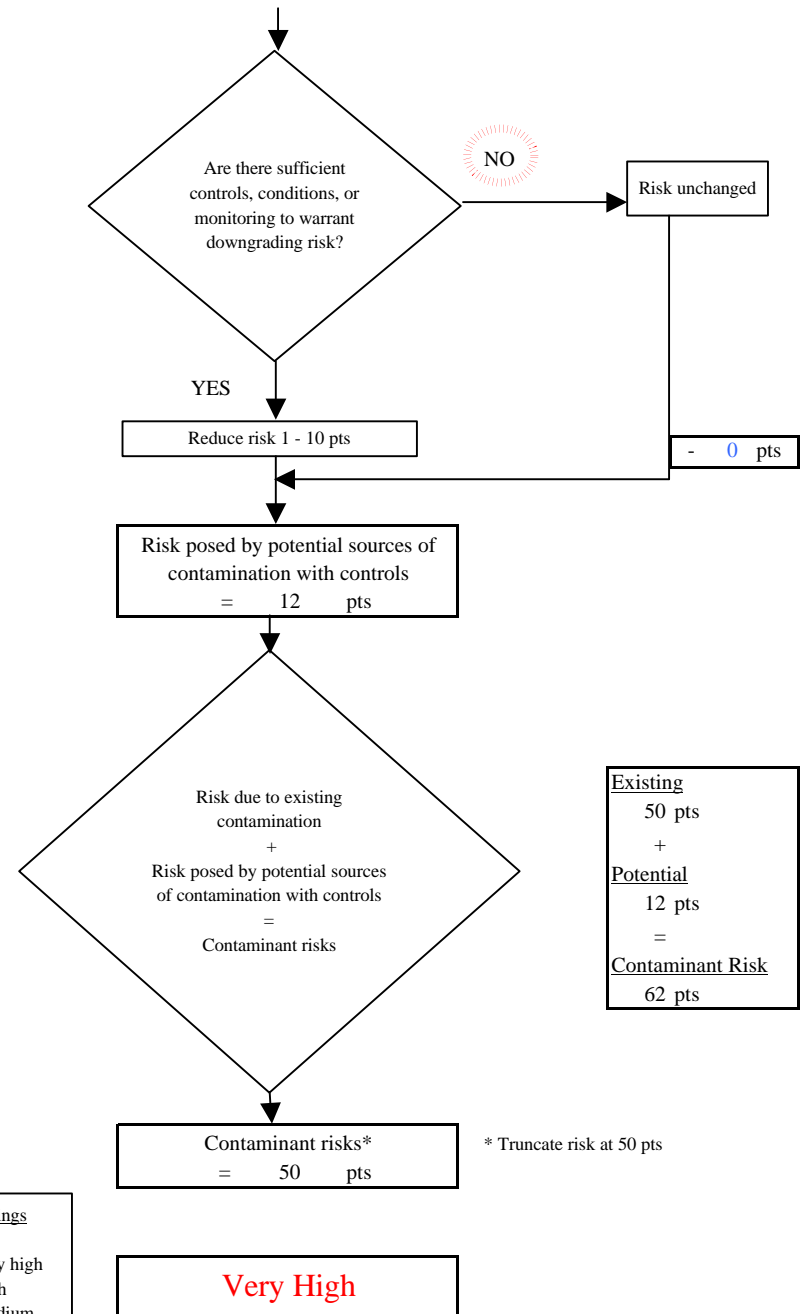 Are there sufficient
controls, conditions, or
monitoring to warrant
downgrading risk?
NO
Risk unchanged
YES
Reduce risk 1 - 10 pts
- 0 pts
Risk posed by potential sources of
contamination with controls
= 12 pts
Risk due to existing
contamination
+
Risk posed by potential sources
of contamination with controls
=
Contaminant risks
Existing
50 pts
+
Potential
12 pts
=
Contaminant Risk
62 pts
Contaminant risks*
= 50 pts
* Truncate risk at 50 pts
high
Very High